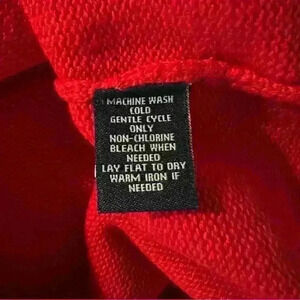 MACHINE WASH
COLD
GENTLE CYCLE
ONLY
NON-CHLORINE
BLEACH WHEN
NEEDED
LAY FLAT TO DRY
WARM IRON IF
NEEDED